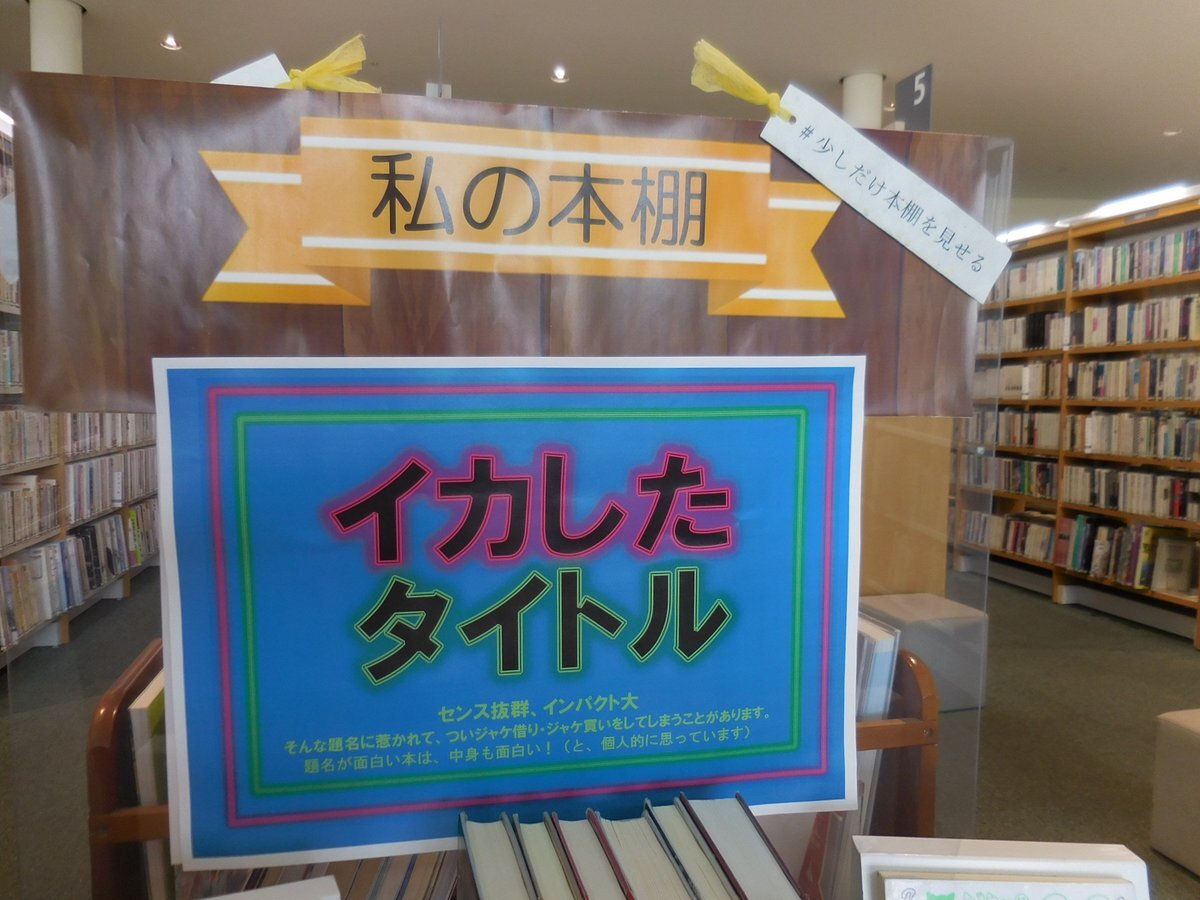 5
私の本棚
#少しだけ本棚を見せる
イカした
タイトル
センス抜群、インパクト大
そんな題名に惹かれて、ついジャケ借り・ジャケ買いをしてしまうことがあります。
題名が面白い本は、中身も面白い!(と、個人的に思っています)